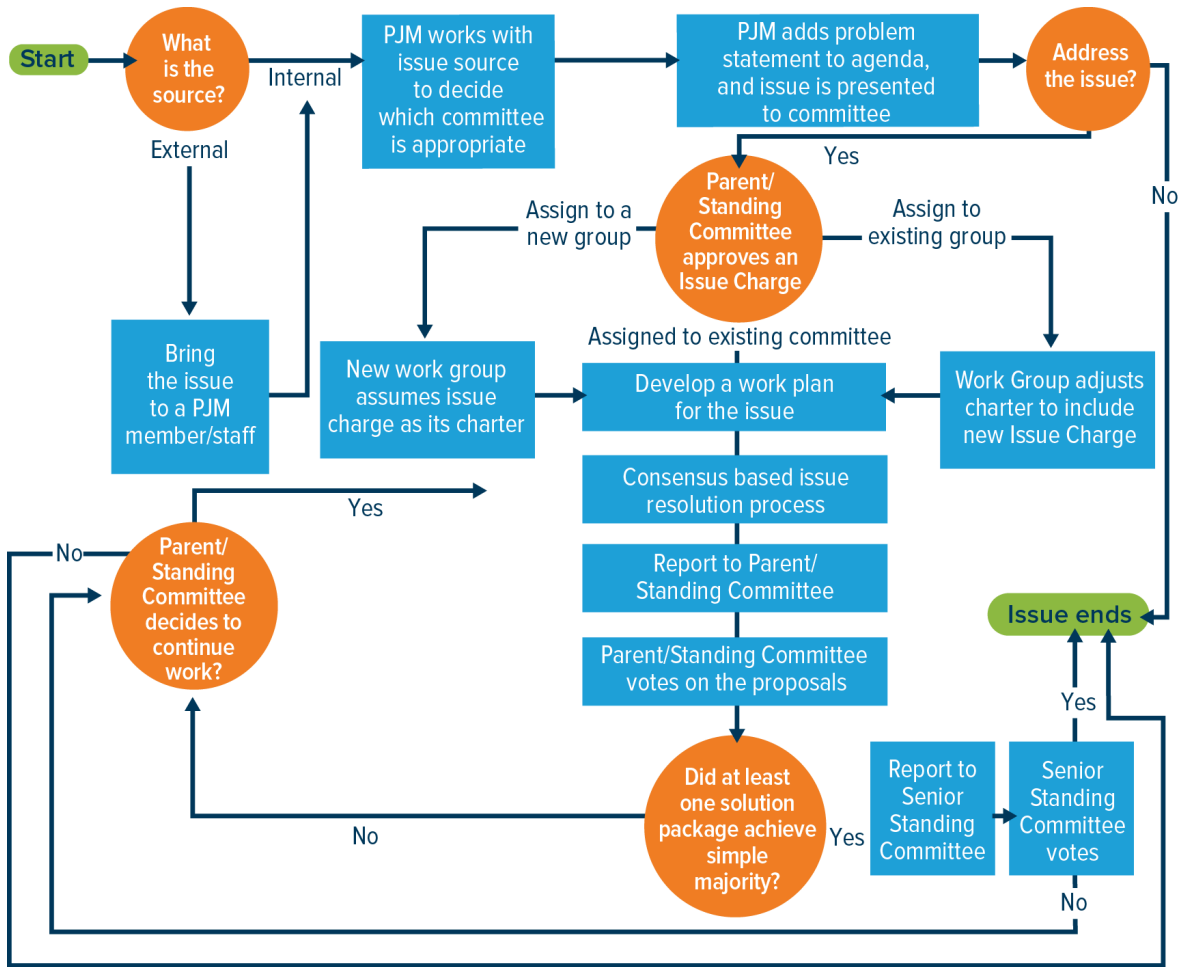 Start
What
is the
source?
Internal
External
PJM works with
issue source
to decide
which committee
is appropriate
PJM adds problem
statement to agenda,
and issue is presented
to committee
Address
the issue?
Yes
No
Parent/
Standing
Committee
approves an
Issue Charge
Assign to a
new group
Assign to
existing group
Assigned to existing committee
Bring
the issue
to a PJM
member/staff
New work group
assumes issue
charge as its charter
Develop a work plan
for the issue
Work Group adjusts
charter to include
new Issue Charge
Consensus based issue
resolution process
Report to Parent/
Standing Committee
Parent/Standing Committee
votes on the proposals
Yes
No
Parent/
Standing
Committee
decides to
continue
work?
Issue ends
Yes
Did at least
one solution
package achieve
simple
majority?
No
Yes
Report to
Senior
Standing
Committee
Senior
Standing
Committee
votes
No